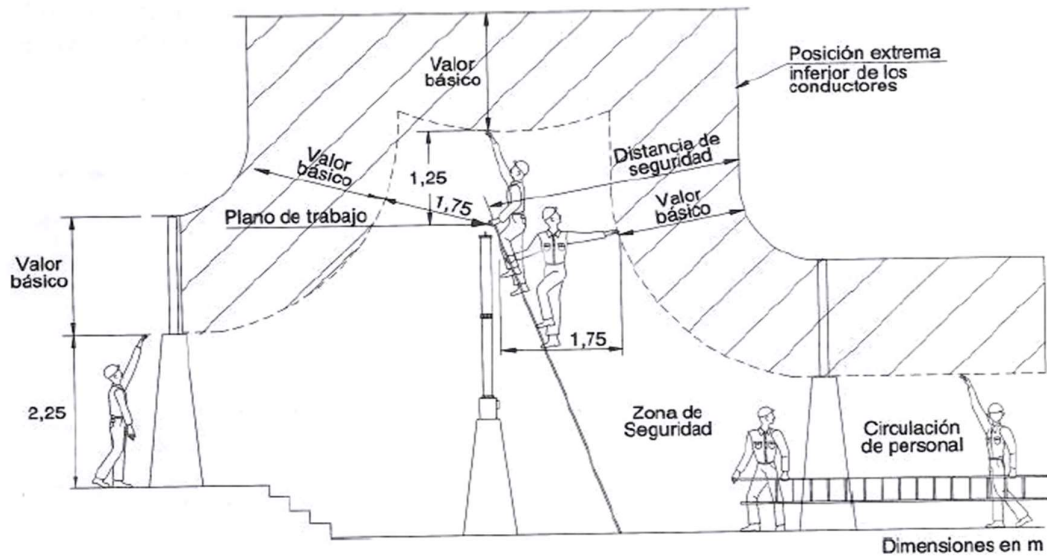 Valor
básico
Posición extrema
inferior de los
conductores
Valor
básico
1,25
Distancia de
seguridad
1,75
Valor
básico
Plano de trabajo
Valor
básico
1,75
2,25
Zona de
Seguridad
Circulación
de personal
Dimensiones en m